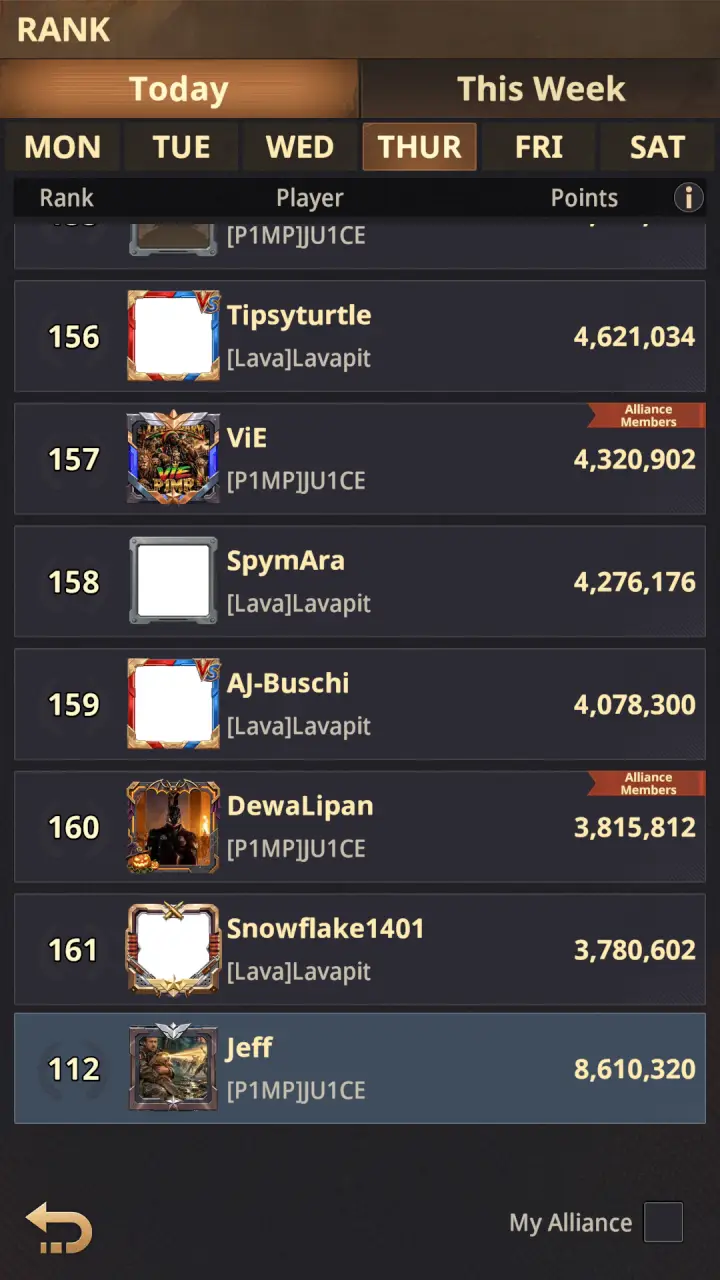 RANK
Today
This Week
MON
TUE
WED
THUR
FRI
SAT
Rank
Player
Points
[P1MP]JU1CE
156
Tipsyturtle
[Lava]Lavapit
4,621,034
Alliance
Members
157
ViE
[P1MP]JU1CE
4,320,902
158
SpymAra
[Lava]Lavapit
4,276,176
159
AJ-Buschi
[Lava]Lavapit
4,078,300
Alliance
Members
160
DewaLipan
[P1MP]JU1CE
3,815,812
161
Snowflake1401
[Lava]Lavapit
3,780,602
112
Jeff
[P1MP]JU1CE
8,610,320
My Alliance